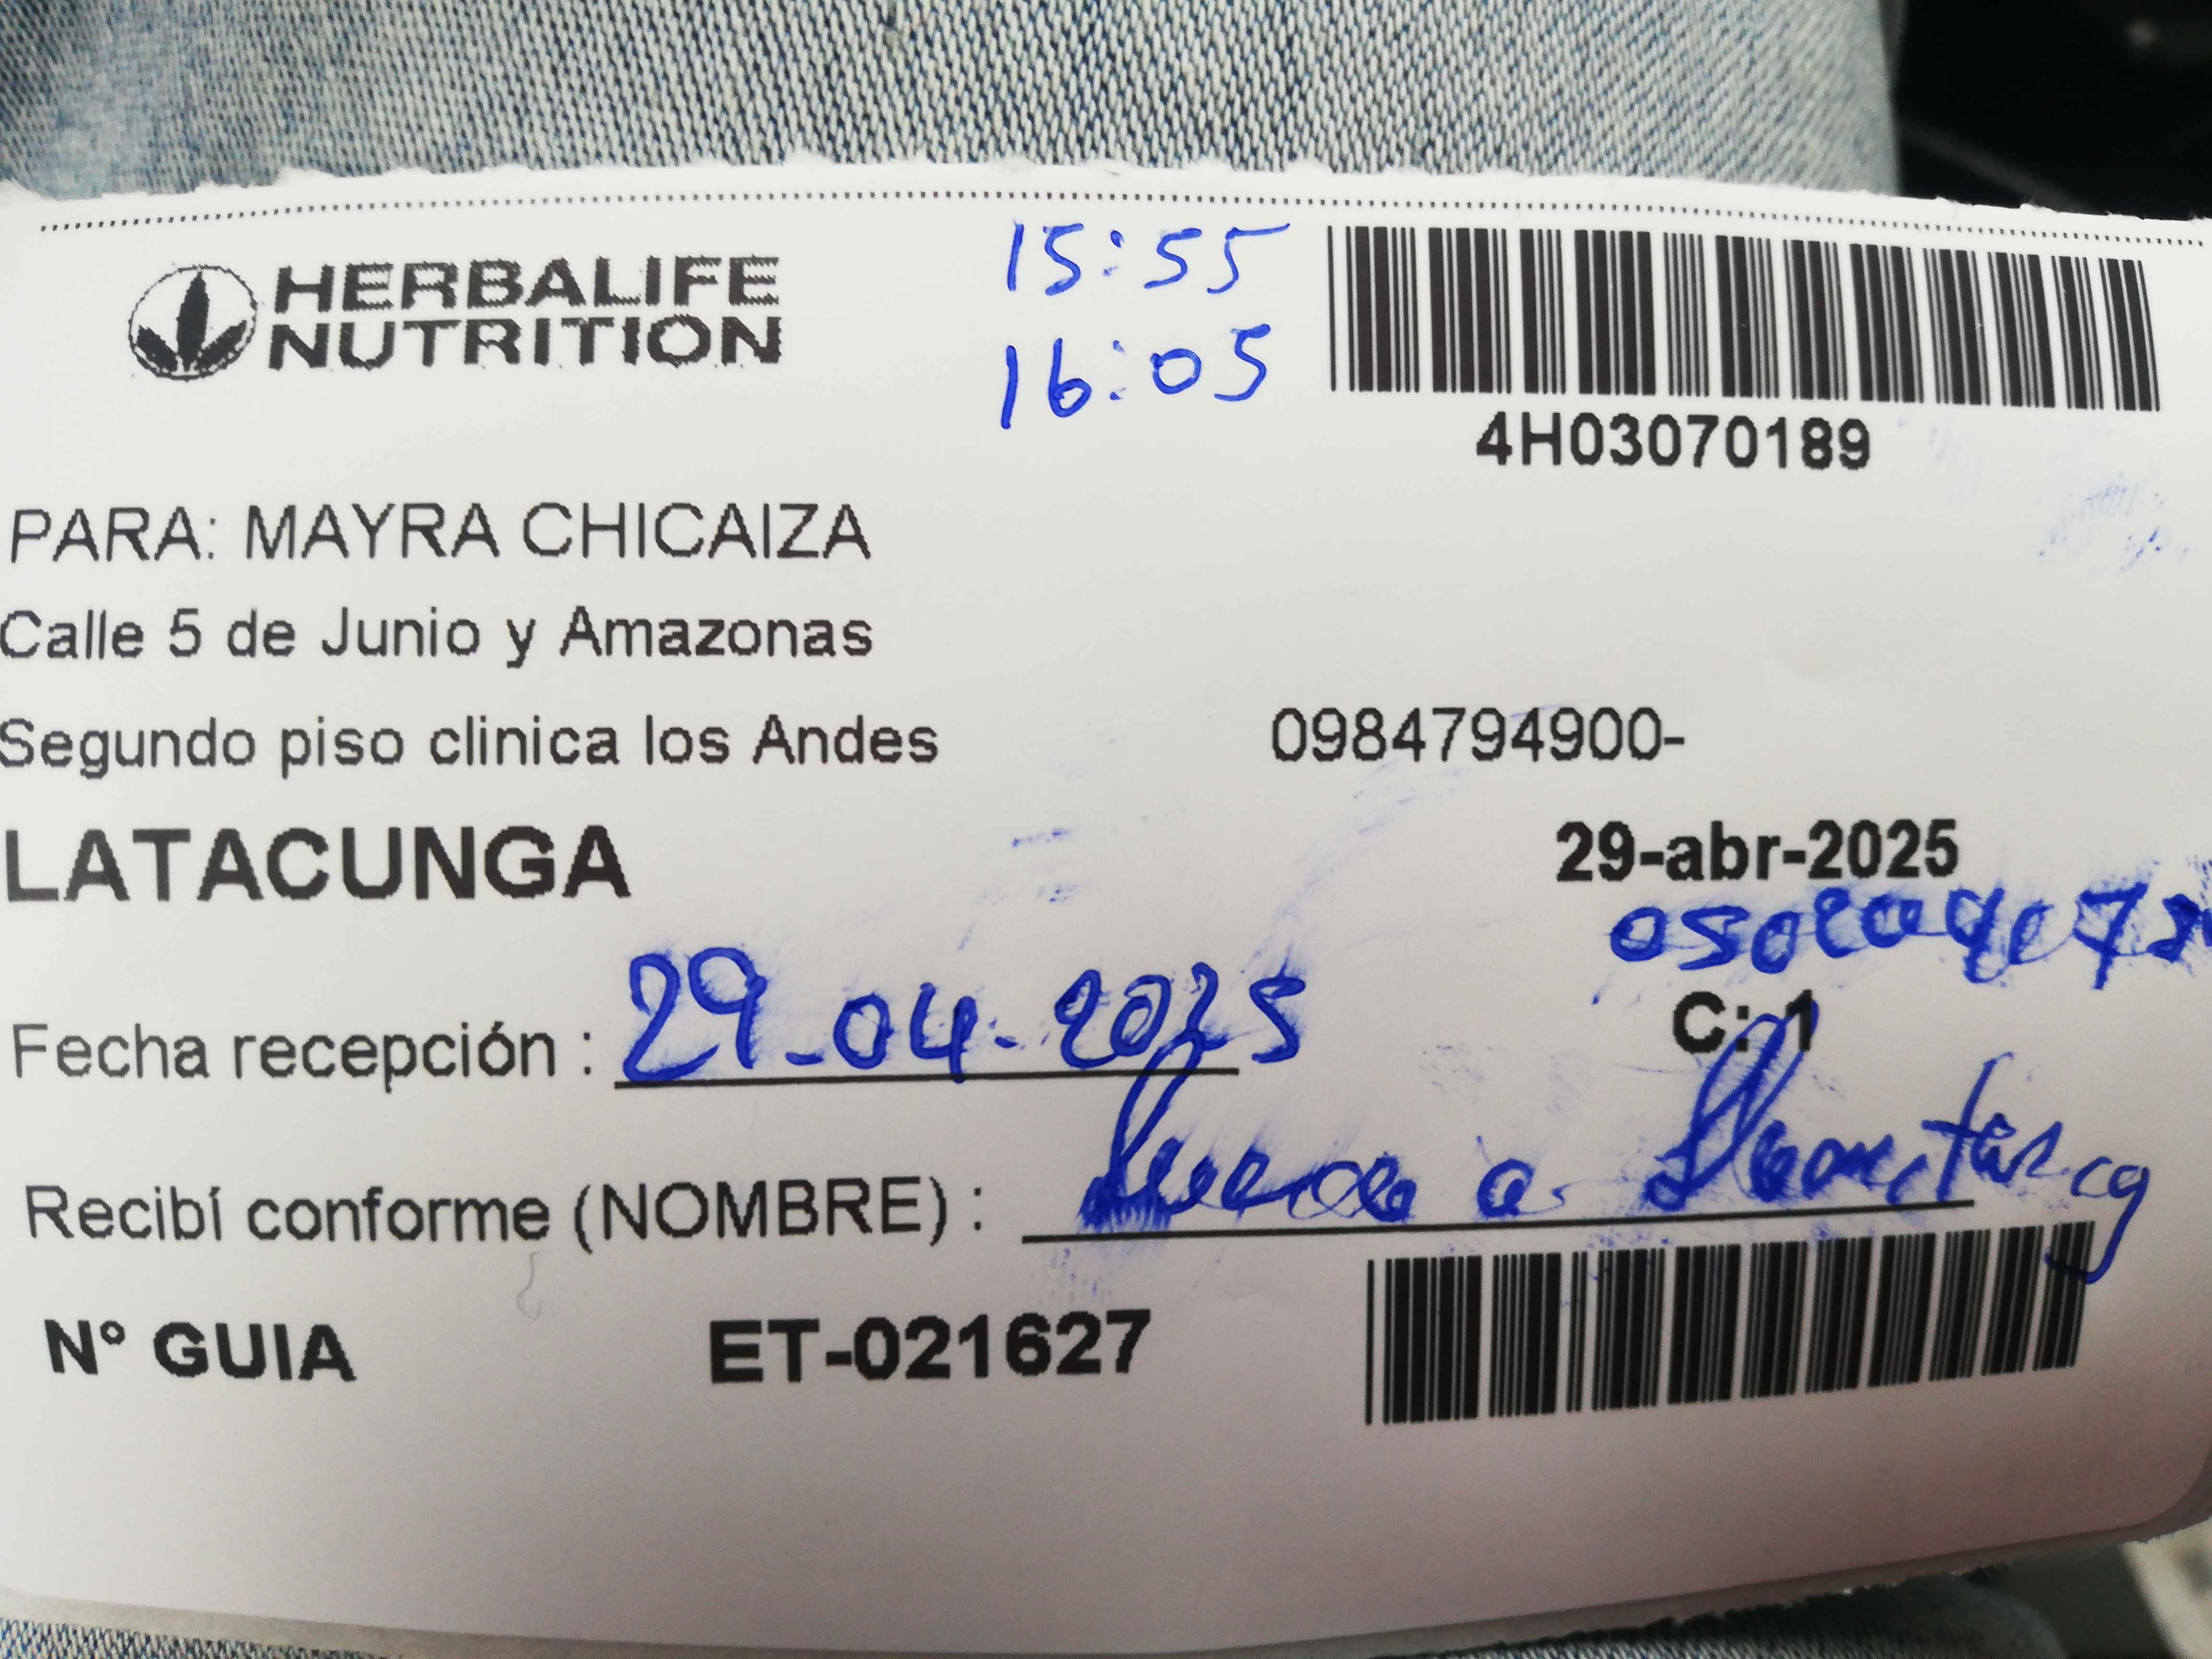 HERBALIFE
NUTRITION
15:55
16:05
4H03070189
PARA: MAYRA CHICAIZA
Calle 5 de Junio y Amazonas
Segundo piso clinica los Andes 0984794900-
LATACUNGA
29-abr-2025
Fecha recepción : 29-04-2025
C: 1
Recibí conforme (NOMBRE) :
Nº GUIA ET-021627